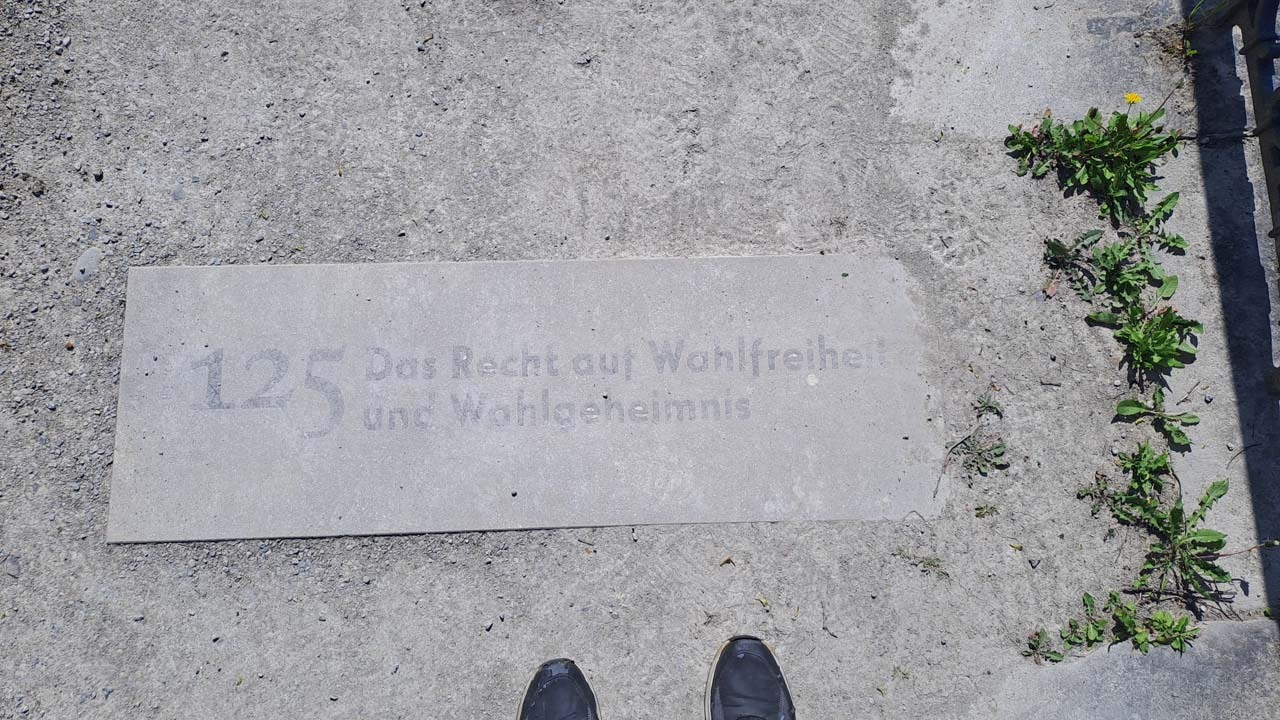 125 Das Recht auf Wahlfreiheit
und Wahlgeheimnis